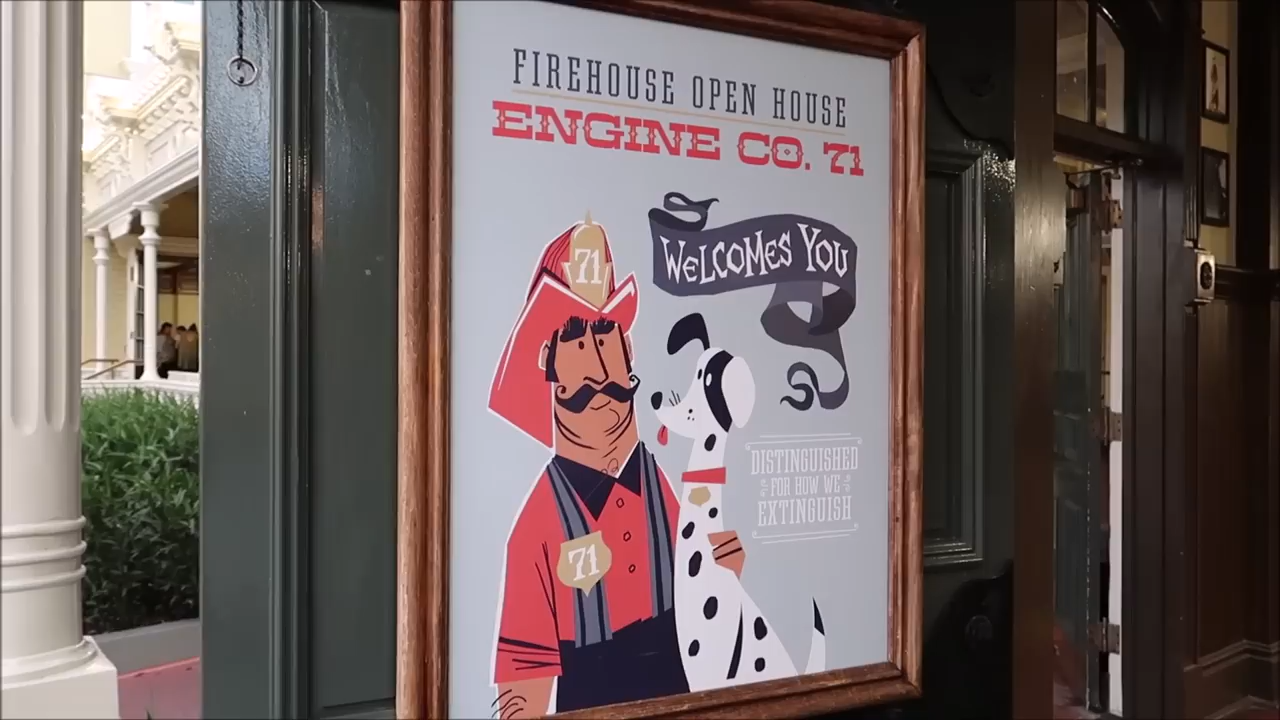 FIREHOUSE OPEN HOUSE
ENGINE CO. 71
WELCOMES YOU
71
DISTINGUISHED
FOR HOW WE
EXTINGUISH
71